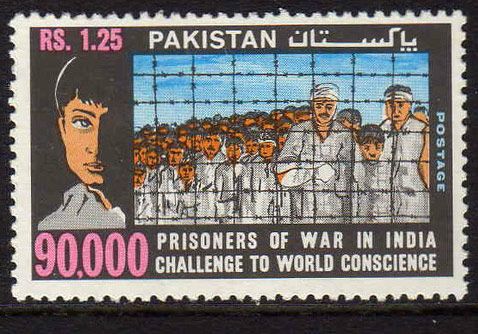 RS. 1.25 PAKISTAN پاکستان
POSTAGE
90,000 PRISONERS OF WAR IN INDIA
CHALLENGE TO WORLD CONSCIENCE